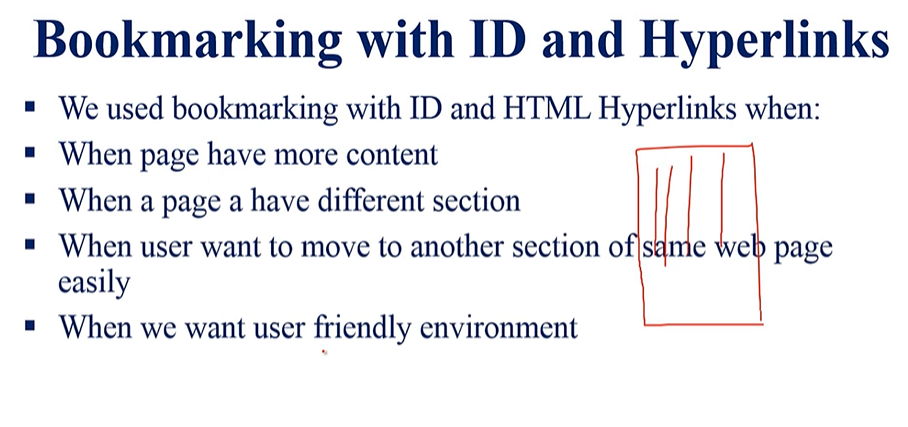 Bookmarking with ID and Hyperlinks
▪ We used bookmarking with ID and HTML Hyperlinks when:
▪ When page have more content
▪ When a page a have different section
▪ When user want to move to another section of same web page
easily
▪ When we want user friendly environment